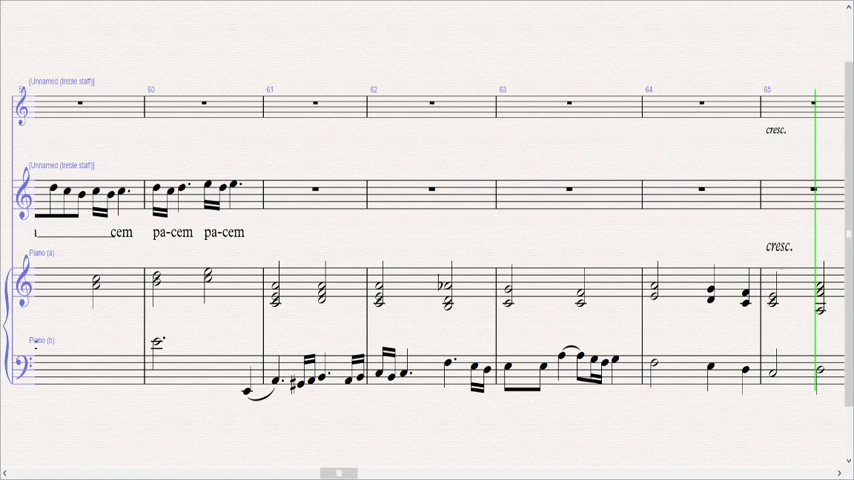 [Unnamed (treble staff)]
60 61 62 63 64 65
cresc.
[Unnamed (treble staff)]
cem pa-cem pa-cem
cresc.
Piano (a)
Piano (b)